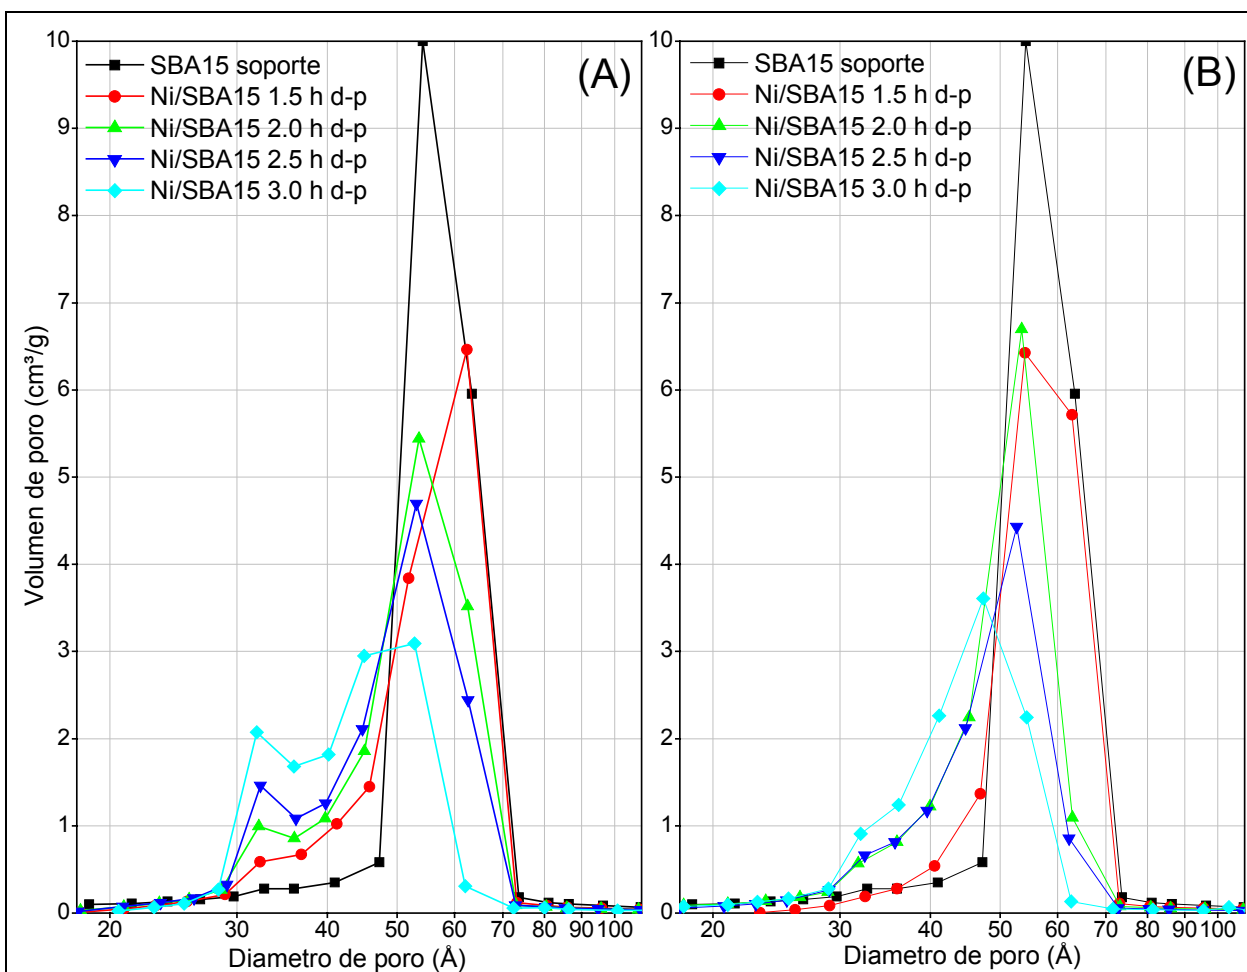 (A)
SBA15 soporte
Ni/SBA15 1.5 h d-p
Ni/SBA15 2.0 h d-p
Ni/SBA15 2.5 h d-p
Ni/SBA15 3.0 h d-p
Volumen de poro (cm³/g)
10
9
8
7
6
5
4
3
2
1
0
20 30 40 50 60 70 80 90 100
Diametro de poro (Å)
(B)
SBA15 soporte
Ni/SBA15 1.5 h d-p
Ni/SBA15 2.0 h d-p
Ni/SBA15 2.5 h d-p
Ni/SBA15 3.0 h d-p
10
9
8
7
6
5
4
3
2
1
0
20 30 40 50 60 70 80 90 100
Diametro de poro (Å)